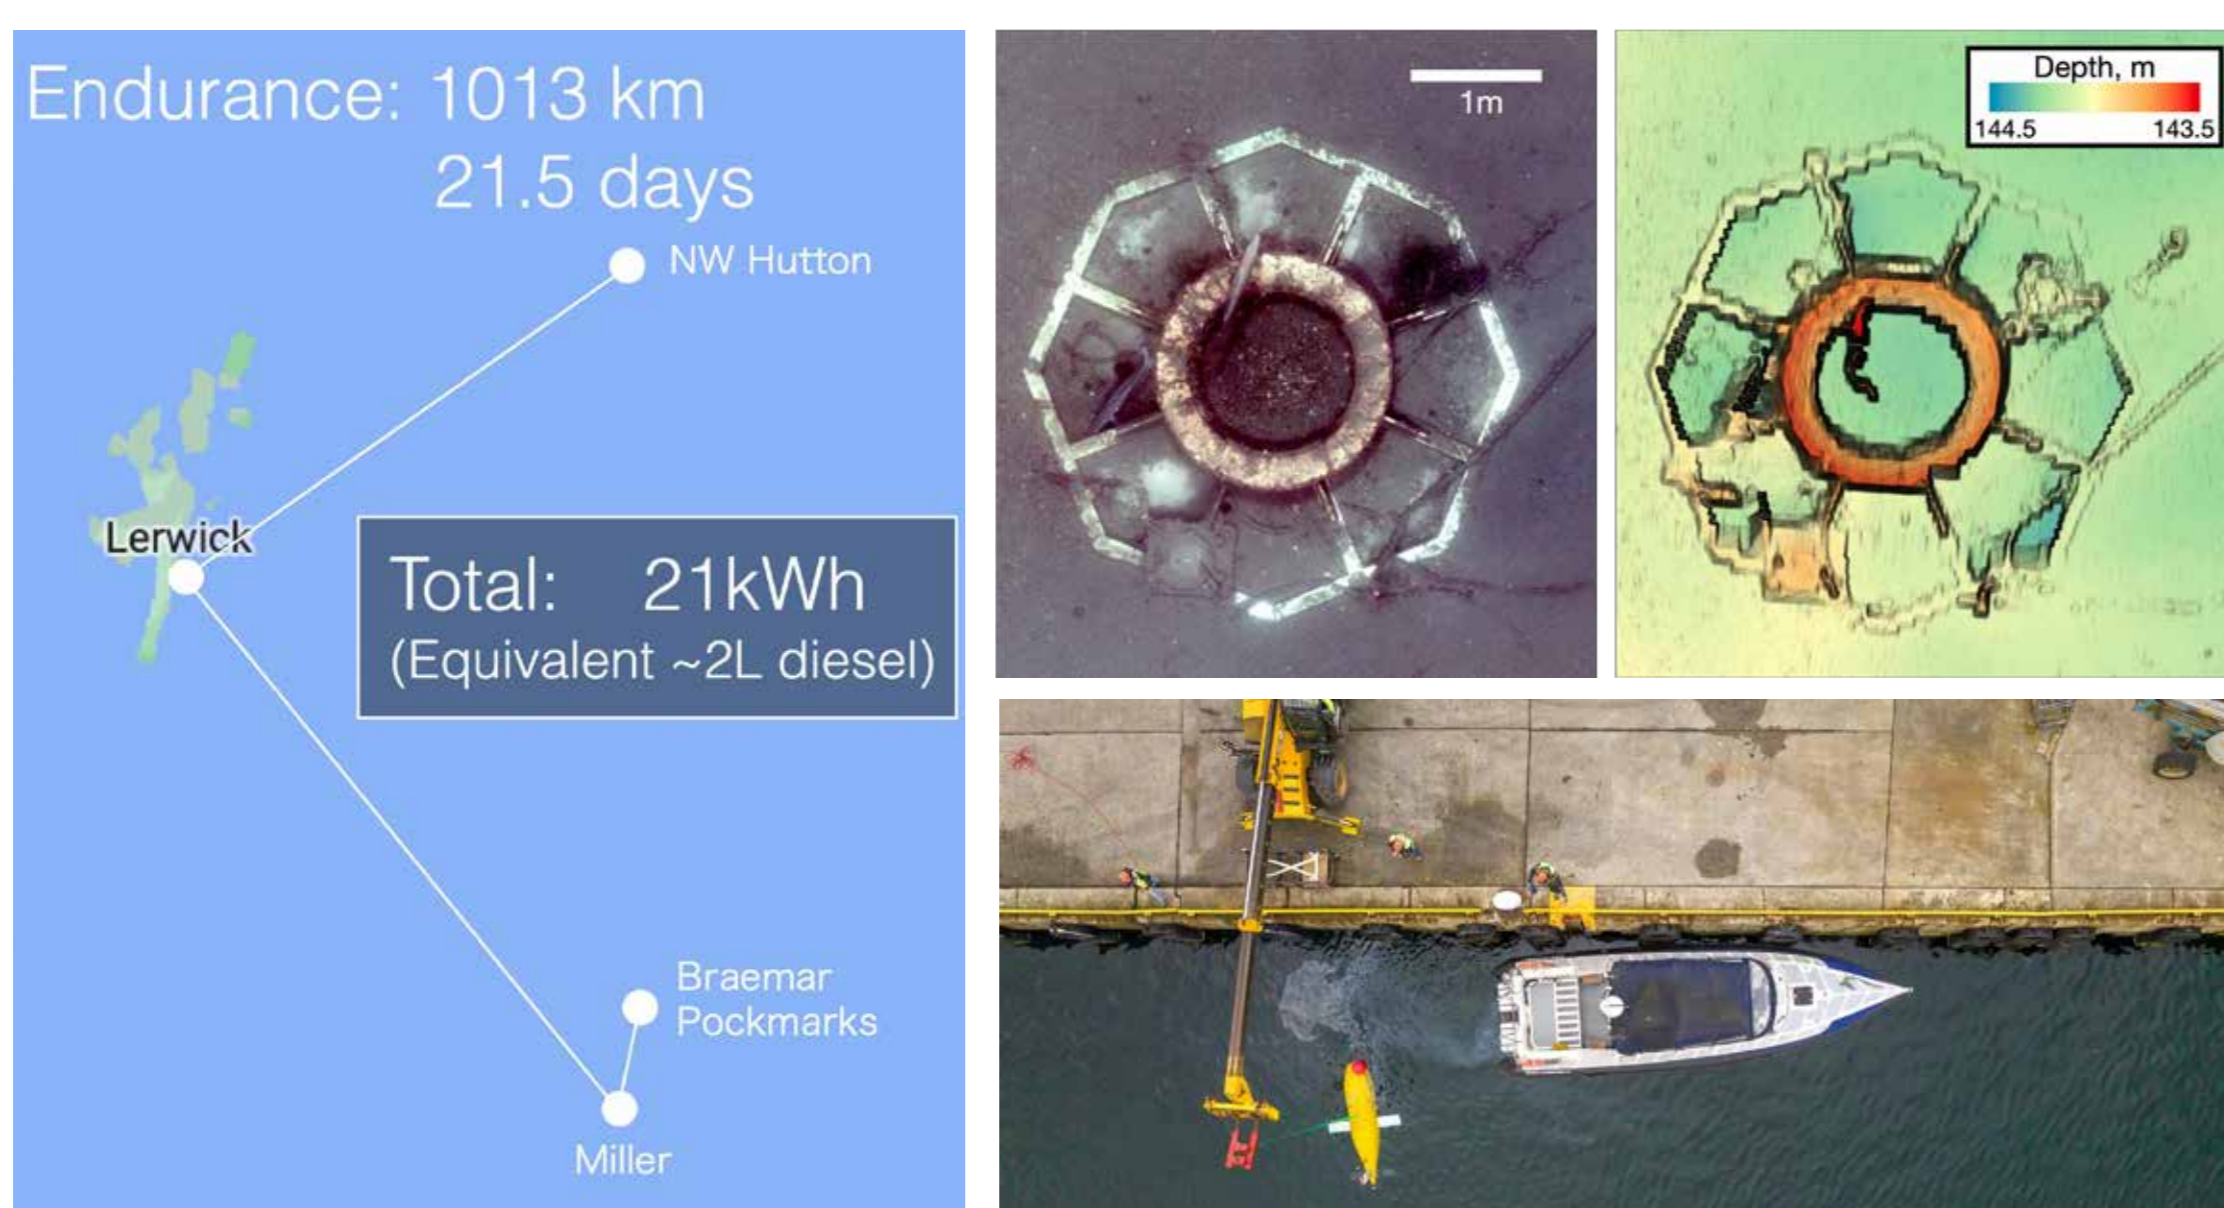 Endurance: 1013 km
21.5 days
NW Hutton
Lerwick
Total: 21kWh
(Equivalent ~2L diesel)
Braemar
Pockmarks
Miller
1m
Depth, m
144.5 143.5